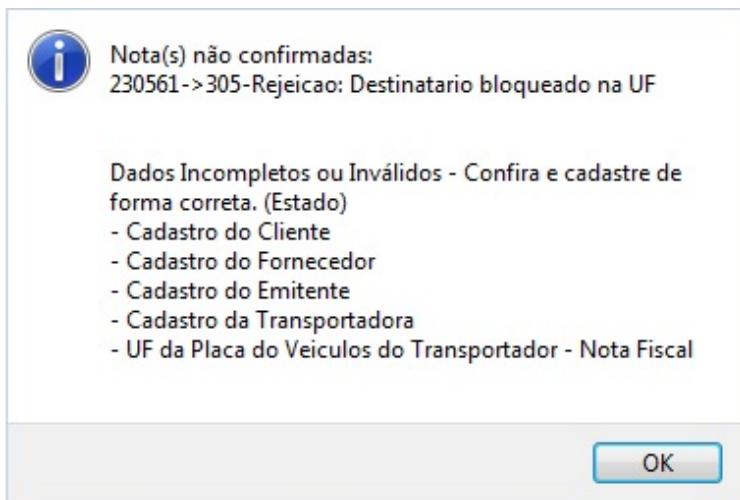 Nota(s) não confirmadas:
230561->305-Rejeicao: Destinatario bloqueado na UF
Dados Incompletos ou Inválidos - Confira e cadastre de
forma correta. (Estado)
- Cadastro do Cliente
- Cadastro do Fornecedor
- Cadastro do Emitente
- Cadastro da Transportadora
- UF da Placa do Veiculos do Transportador - Nota Fiscal
OK